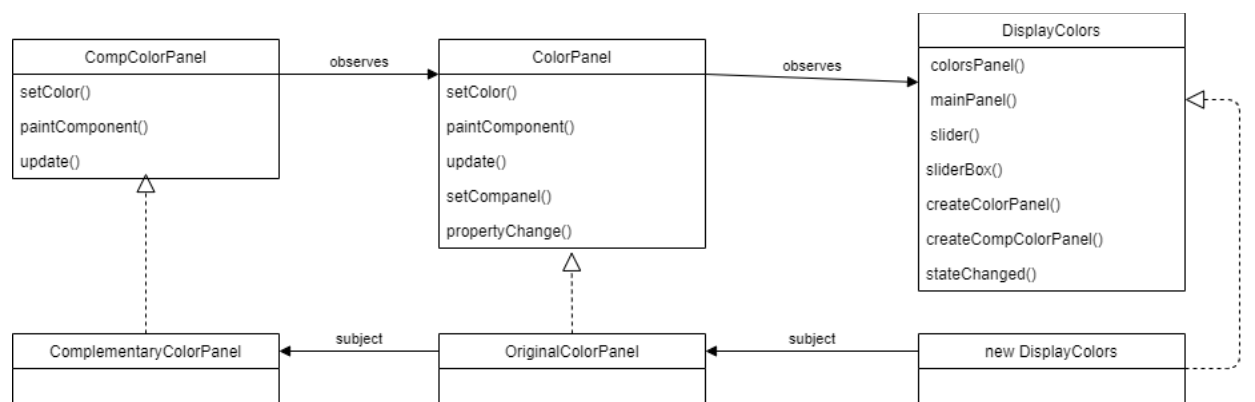 CompColorPanel
setColor()
paintComponent()
update()
observes
ColorPanel
setColor()
paintComponent()
update()
setCompanel()
propertyChange()
observes
DisplayColors
colorsPanel()
mainPanel()
slider()
sliderBox()
createColorPanel()
createCompColorPanel()
stateChanged()
ComplementaryColorPanel
subject
OriginalColorPanel
subject
new DisplayColors